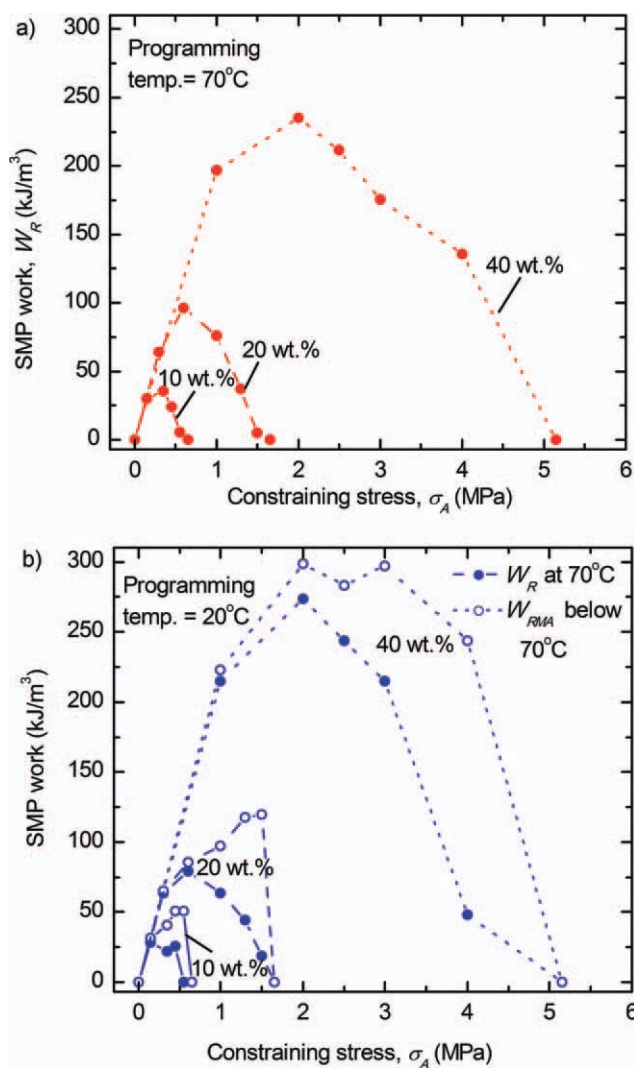 a)
Programming
temp.= 70°C
300
250
200
150
100
50
0
SMP work, W_R (kJ/m³)
40 wt.%
20 wt.%
10 wt.%
0 1 2 3 4 5 6
Constraining stress, σ_A (MPa)
b)
Programming
temp. = 20°C
W_R at 70°C
W_RMA below
70°C
300
250
200
150
100
50
0
SMP work (kJ/m³)
40 wt.%
20 wt.%
10 wt.%
0 1 2 3 4 5 6
Constraining stress, σ_A (MPa)